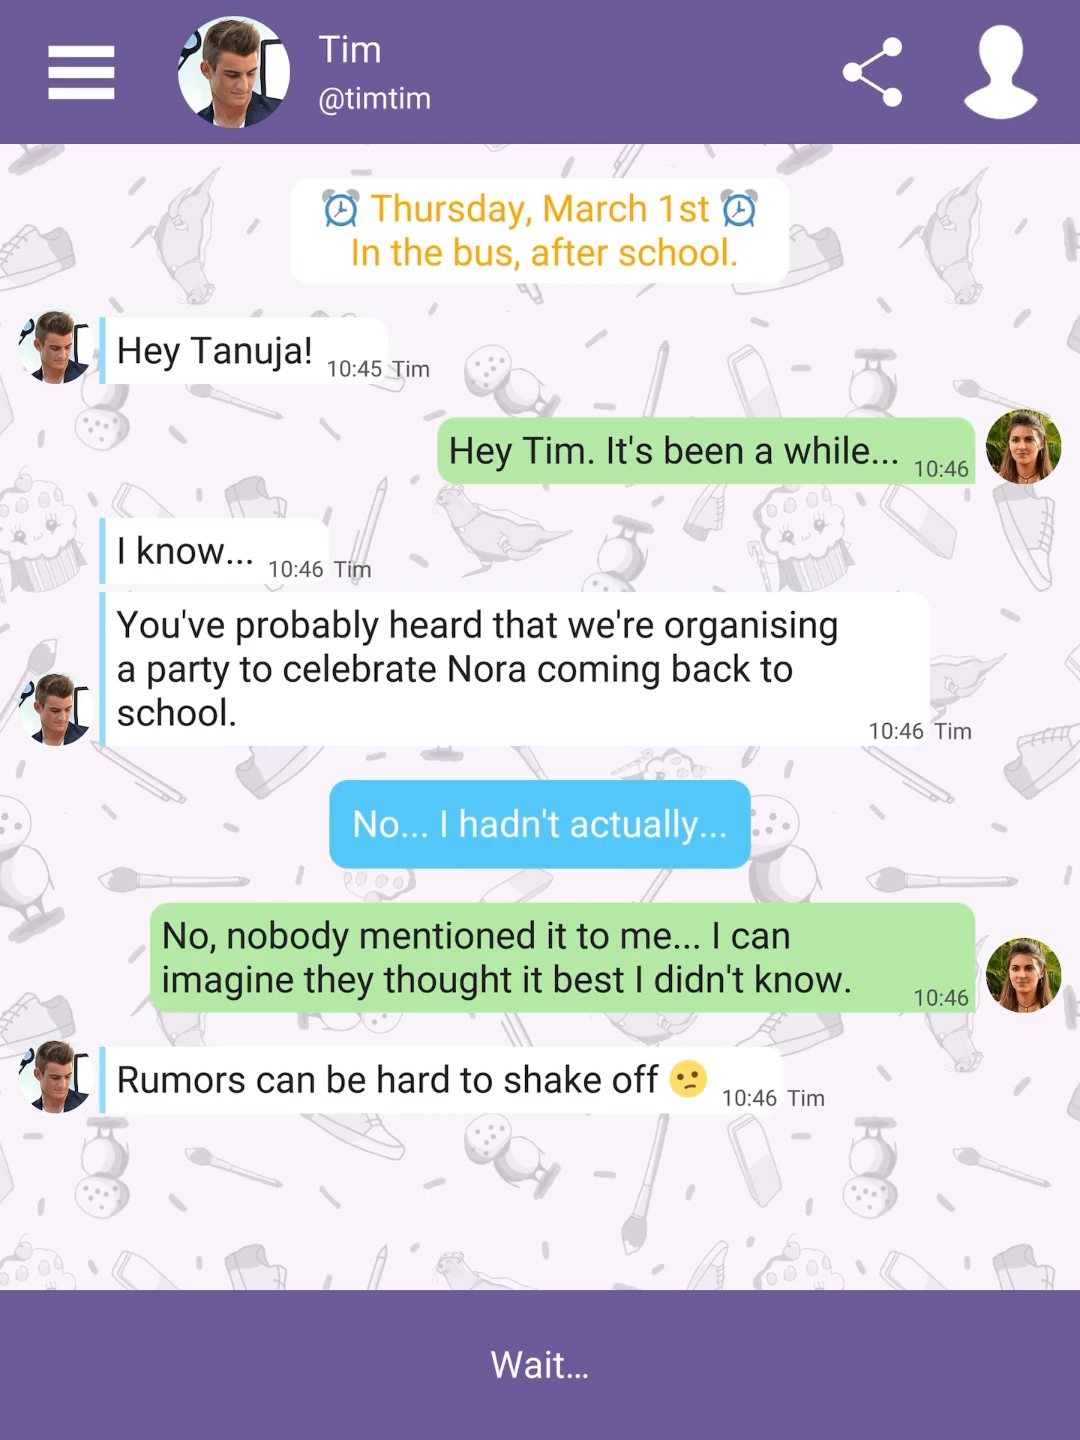 Tim
@timtim
⏰ Thursday, March 1st ⏰
In the bus, after school.
Hey Tanuja! 10:45 Tim
Hey Tim. It's been a while... 10:46
I know... 10:46 Tim
You've probably heard that we're organising
a party to celebrate Nora coming back to
school.
10:46 Tim
No... I hadn't actually...
No, nobody mentioned it to me... I can
imagine they thought it best I didn't know.
10:46
Rumors can be hard to shake off 🫤 10:46 Tim
Wait...